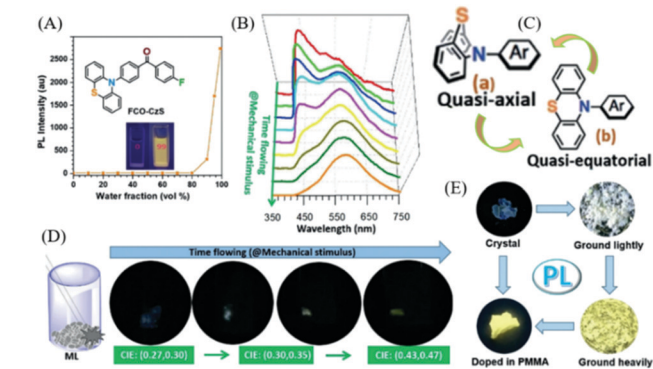 (A)
PL Intensity (au)
2500
2000
1500
1000
500
0
0
20
40
60
80
100
Water fraction (vol %)
O
N
S
F
FCO-CzS
0
99
(B)
Time flowing
@Mechanical stimulus
350
450
550
650
750
Wavelength (nm)
(C)
S
N
Ar
(a)
Quasi-axial
S
N
Ar
(b)
Quasi-equatorial
(D)
Time flowing (@Mechanical stimulus)
ML
CIE: (0.27,0.30)
CIE: (0.30,0.35)
CIE: (0.43,0.47)
(E)
Crystal
Ground lightly
PL
Doped in PMMA
Ground heavily